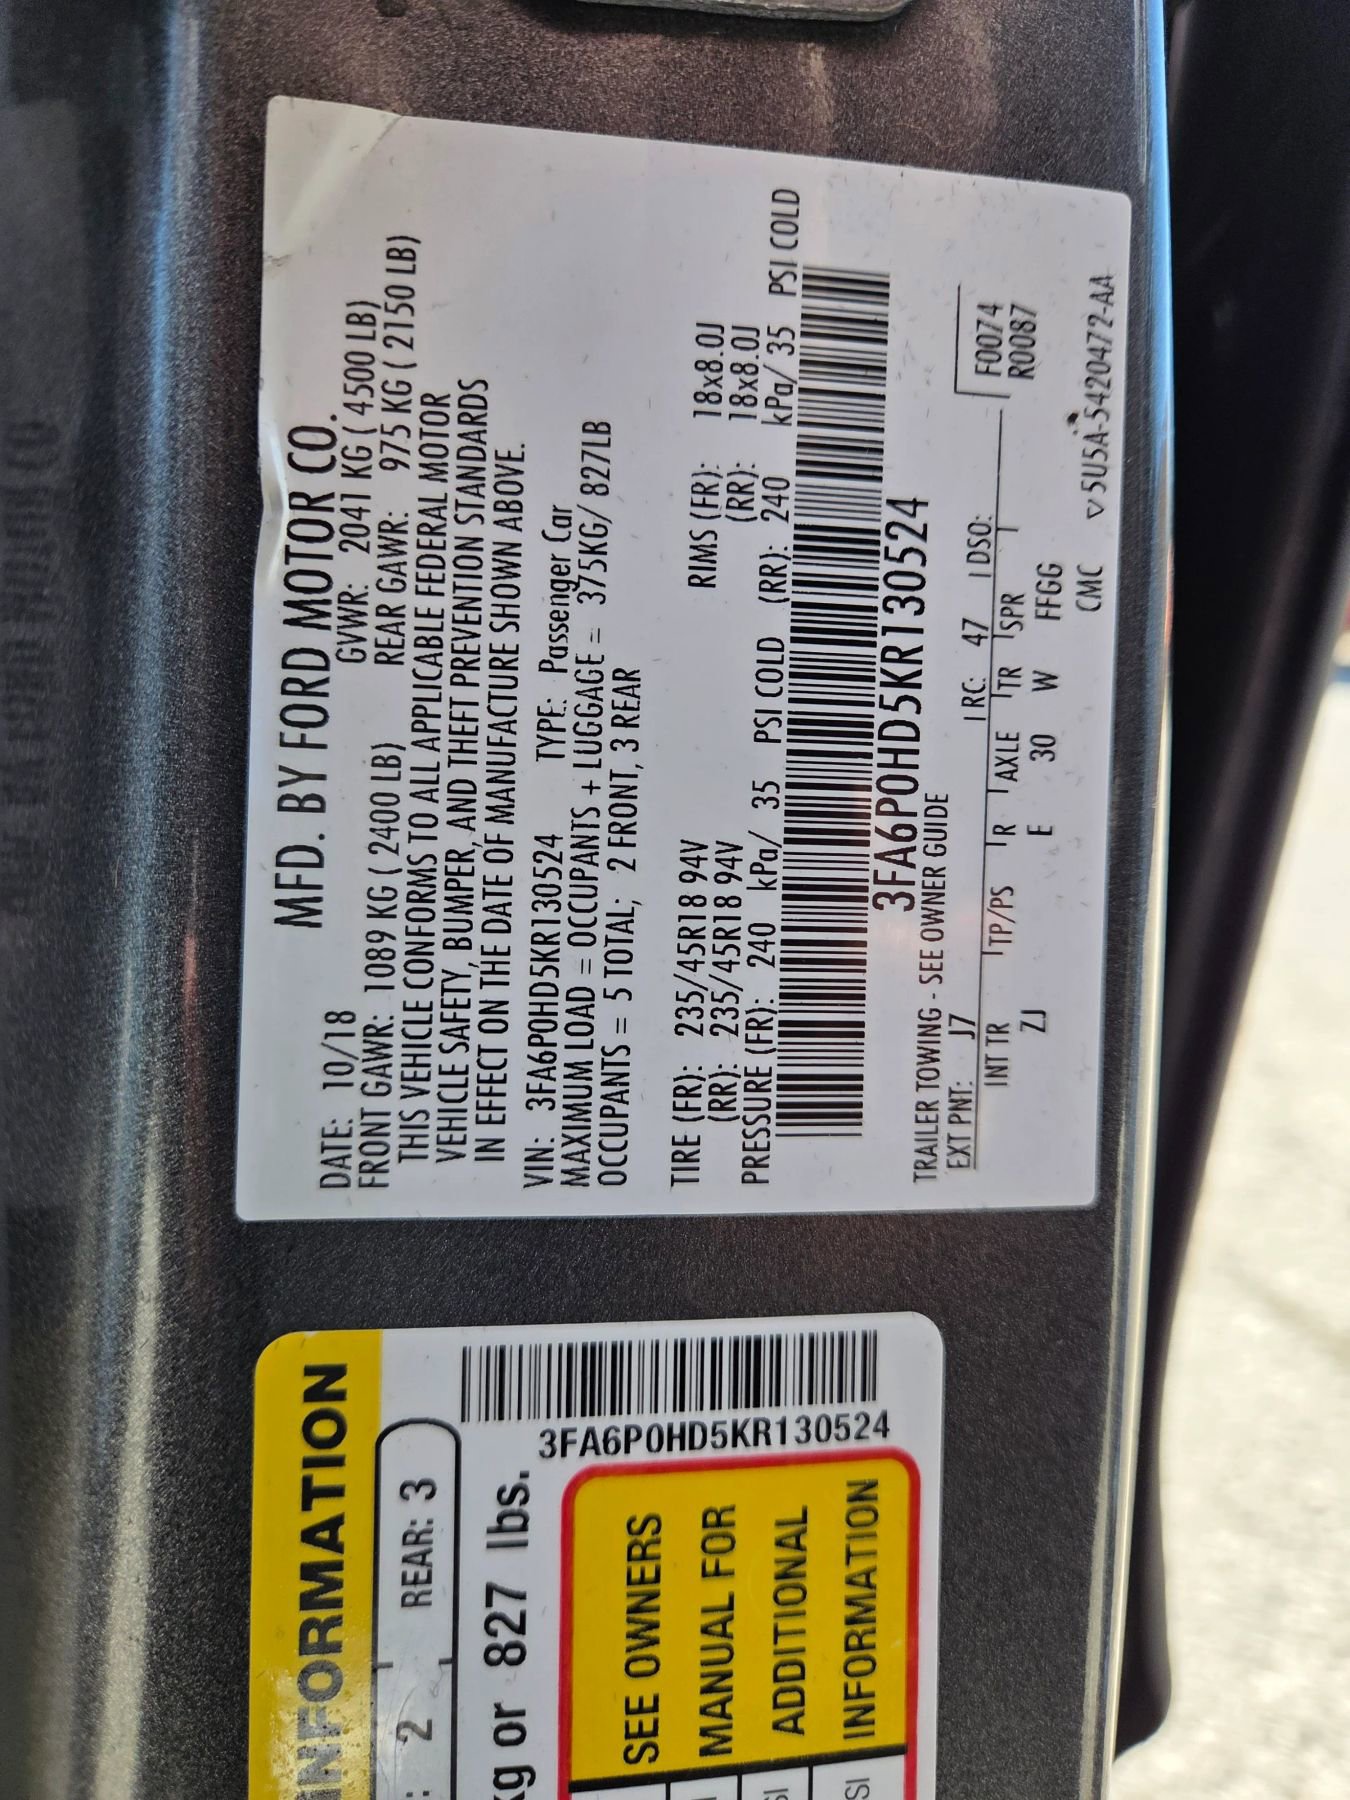 MFD. BY FORD MOTOR CO.
DATE: 10/18 GVWR: 2041 KG ( 4500 LB)
FRONT GAWR: 1089 KG ( 2400 LB) REAR GAWR: 975 KG ( 2150 LB)
THIS VEHICLE CONFORMS TO ALL APPLICABLE FEDERAL MOTOR
VEHICLE SAFETY, BUMPER, AND THEFT PREVENTION STANDARDS
IN EFFECT ON THE DATE OF MANUFACTURE SHOWN ABOVE.
VIN: 3FA6P0HD5KR130524 TYPE: Passenger Car
MAXIMUM LOAD = OCCUPANTS + LUGGAGE = 375KG/ 827LB
OCCUPANTS = 5 TOTAL; 2 FRONT, 3 REAR
TIRE (FR): 235/45R18 94V RIMS (FR): 18x8.0J
(RR): 235/45R18 94V (RR): 18x8.0J
PRESSURE (FR): 240 kPa/ 35 PSI COLD (RR): 240 kPa/ 35 PSI COLD
3FA6P0HD5KR130524
TRAILER TOWING - SEE OWNER GUIDE
EXT PNT: J7 RC: 47 DSO: F0074
INT TR TP/PS R AXLE TR SPR R0087
ZJ E 30 W FFGG
CMC ▽5U5A-5420472-AA
INFORMATION
: 2 REAR: 3
kg or 827 lbs.
3FA6P0HD5KR130524
SEE OWNERS
MANUAL FOR
ADDITIONAL
INFORMATION
SI
SI